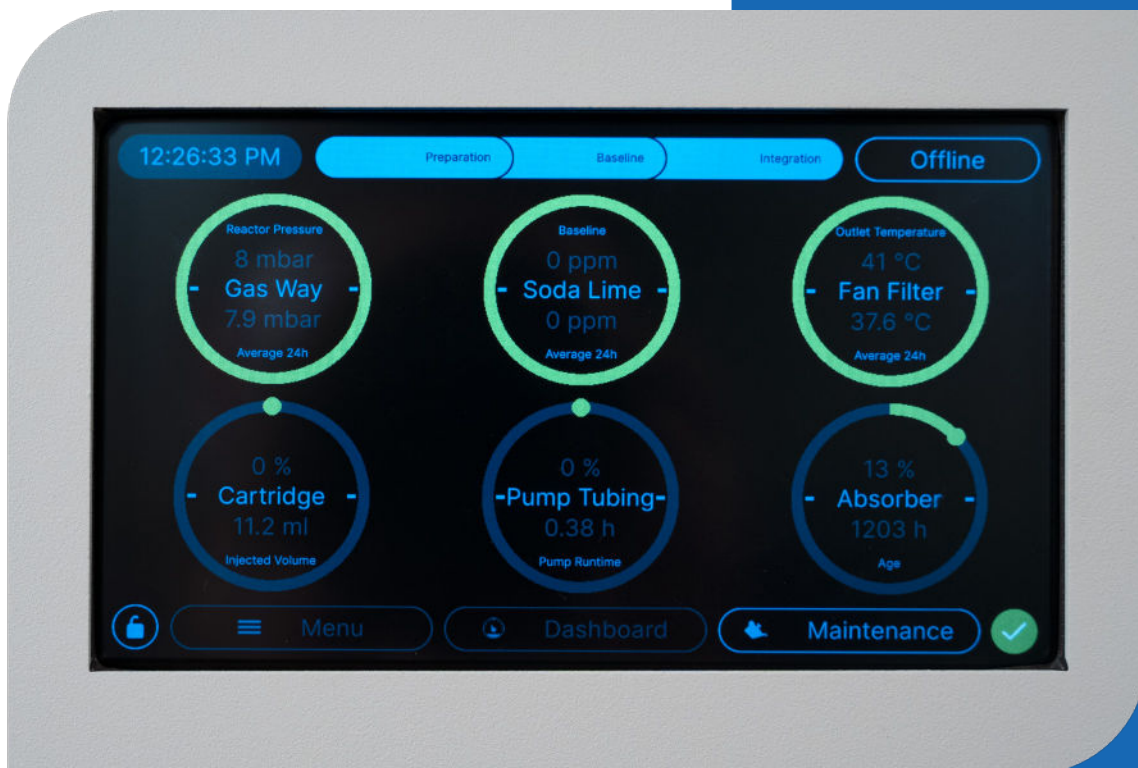 12:26:33 PM
Preparation
Baseline
Integration
Offline
Reactor Pressure
8 mbar
Gas Way
7.9 mbar
Average 24h
Baseline
0 ppm
Soda Lime
0 ppm
Average 24h
Outlet Temperature
41 °C
Fan Filter
37.6 °C
Average 24h
0 %
Cartridge
11.2 ml
Injected Volume
0 %
Pump Tubing
0.38 h
Pump Runtime
13 %
Absorber
1203 h
Age
Menu
Dashboard
Maintenance